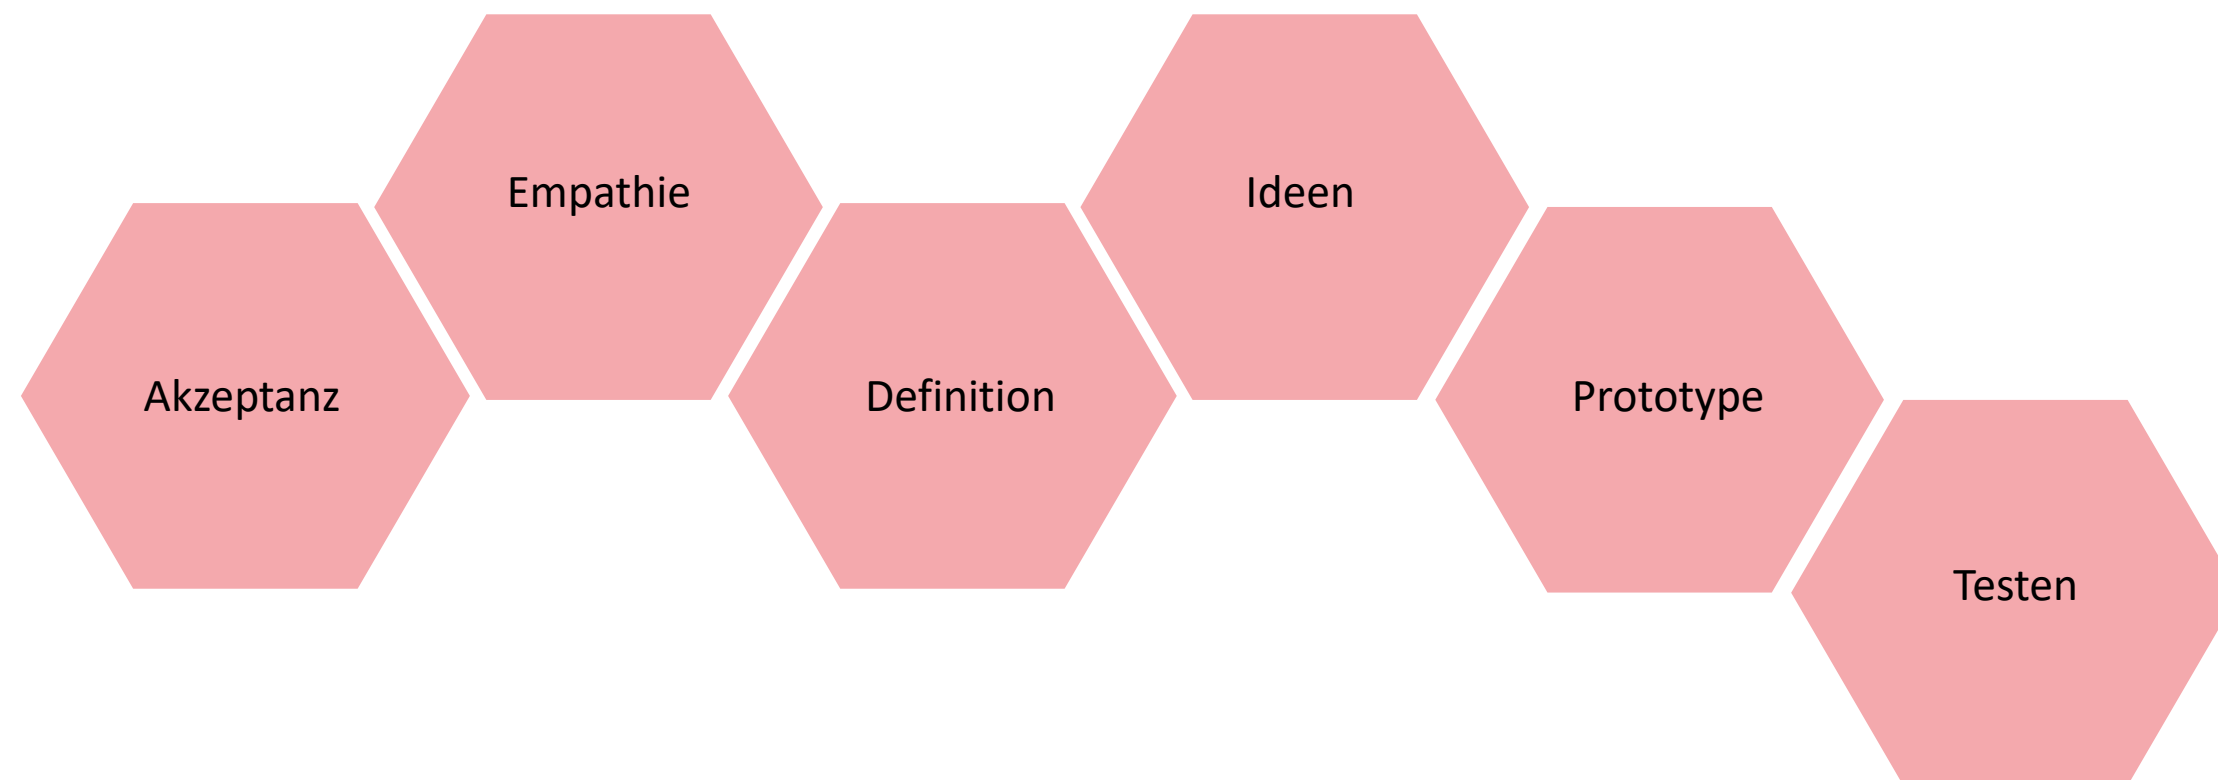 Akzeptanz
Empathie
Definition
Ideen
Prototype
Testen